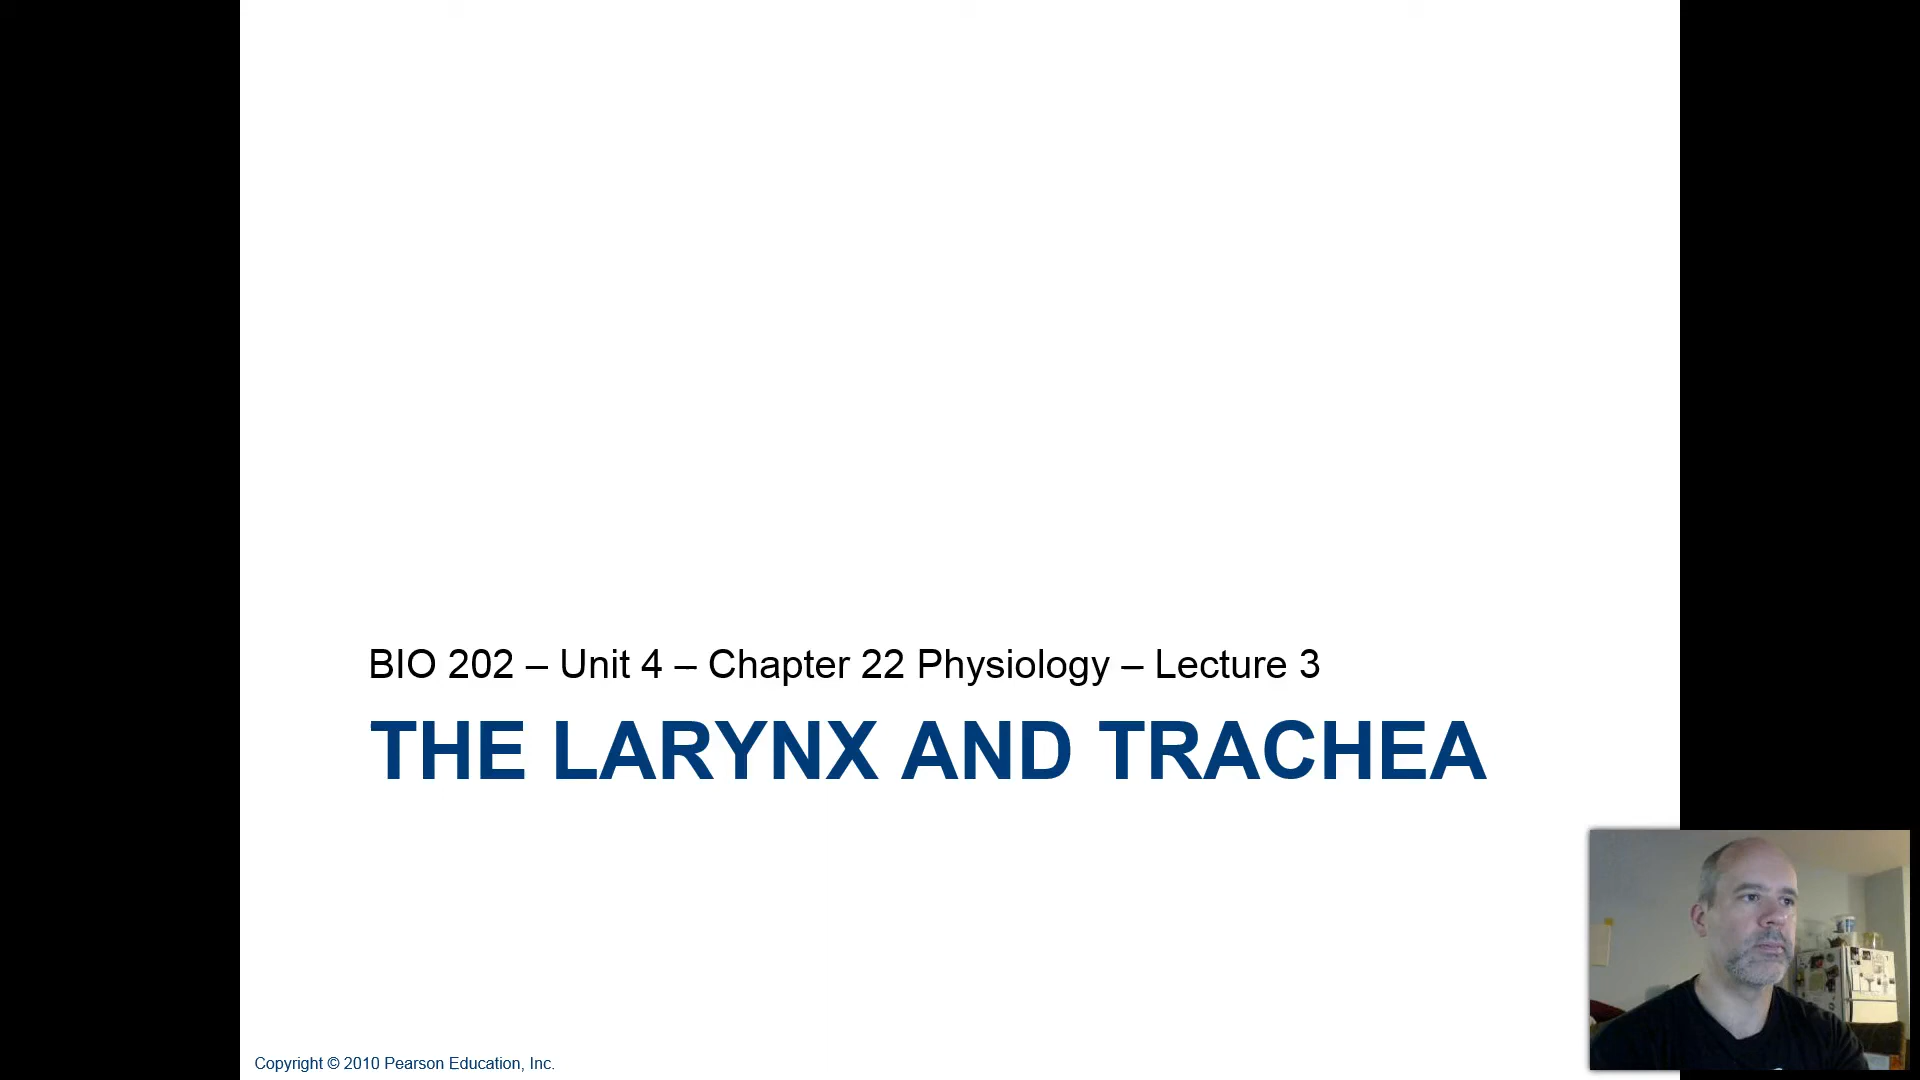 BIO 202 – Unit 4 – Chapter 22 Physiology – Lecture 3
THE LARYNX AND TRACHEA
Copyright © 2010 Pearson Education, Inc.